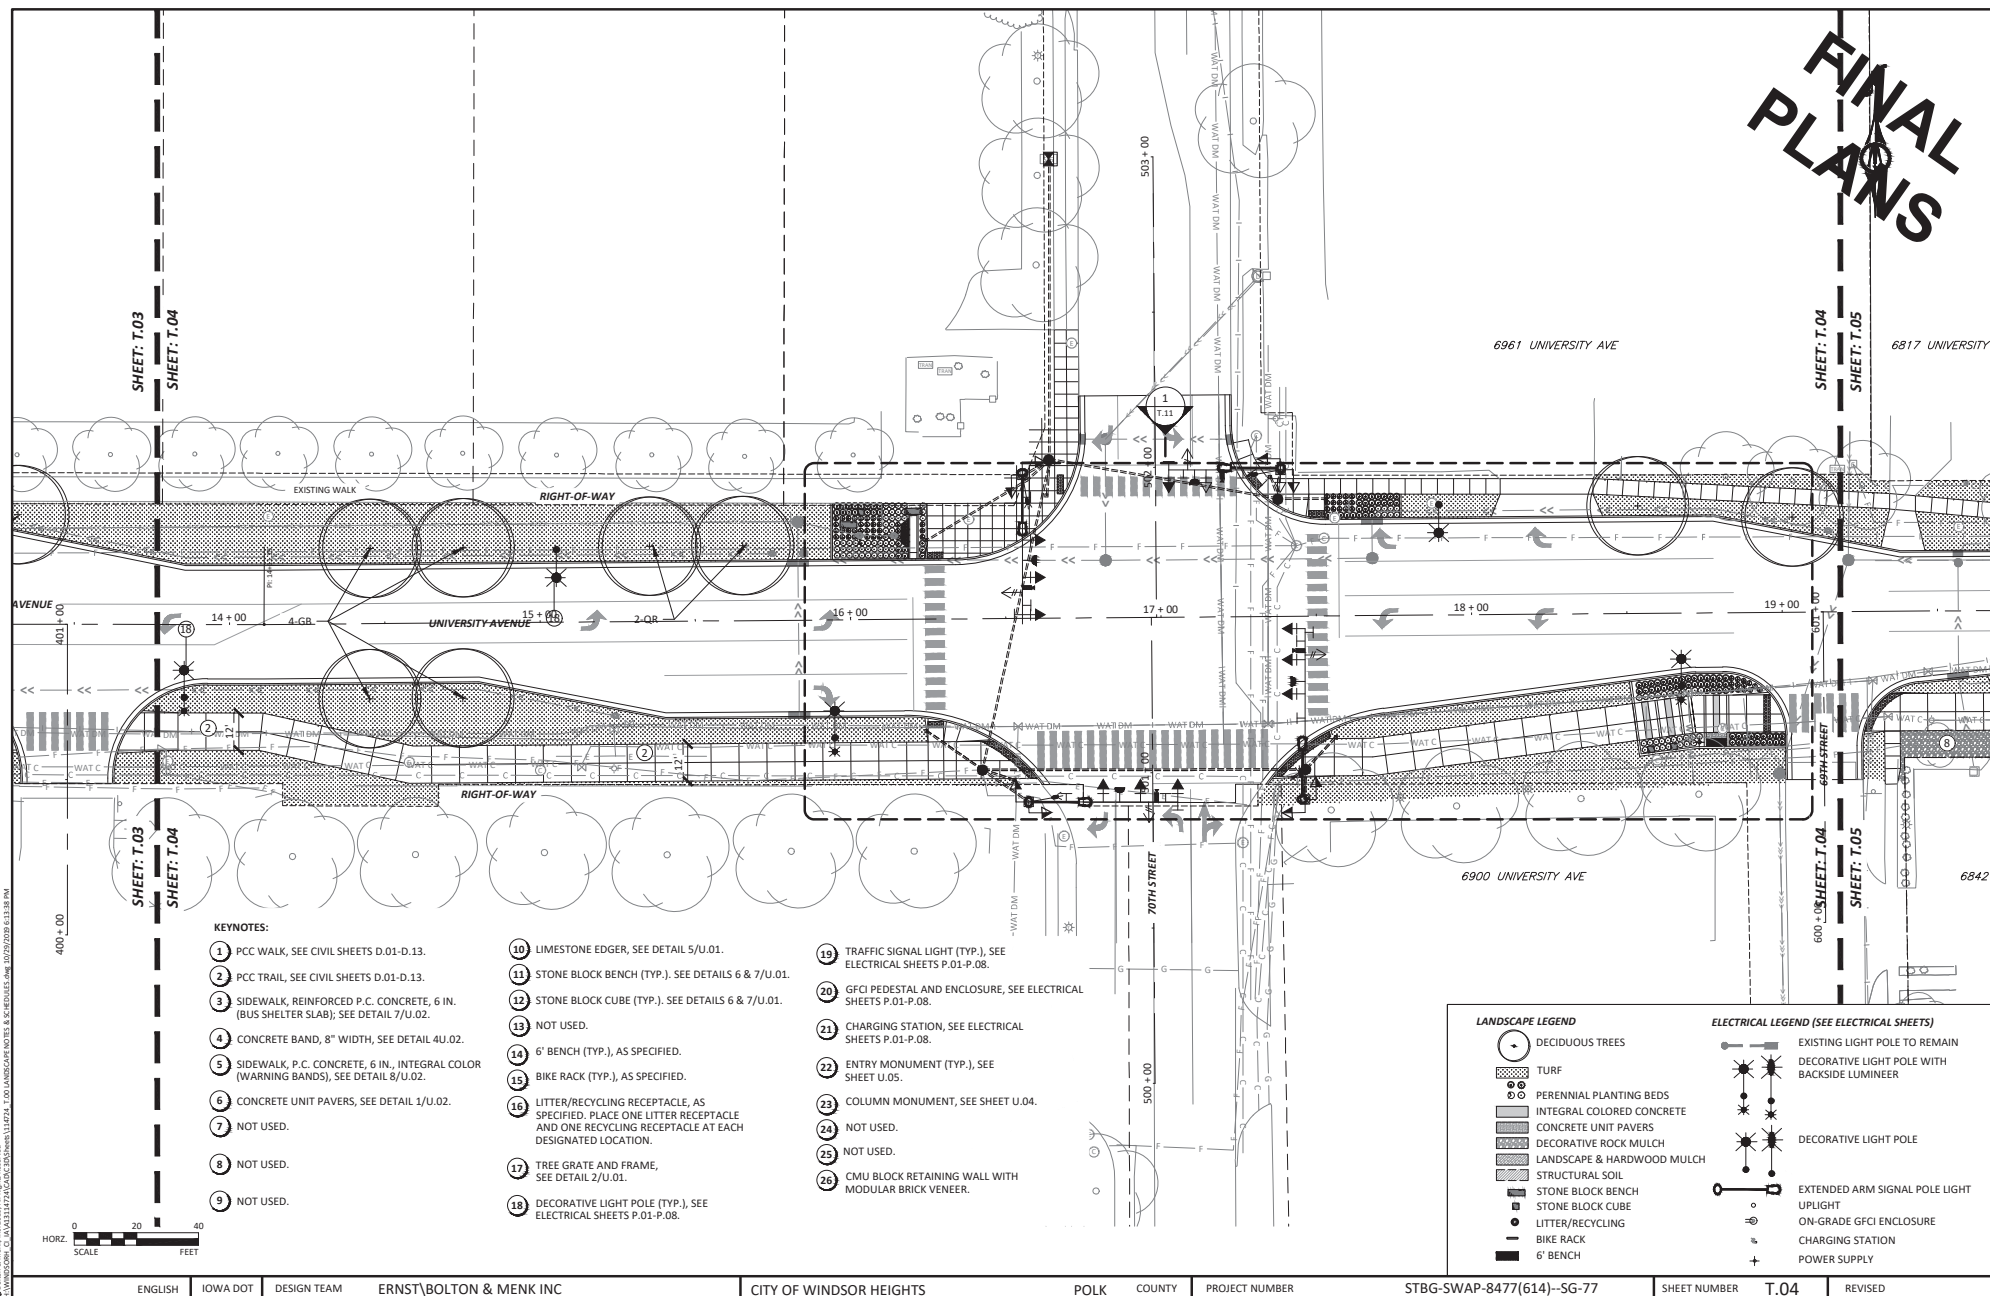 FINAL
PLANS
SHEET: T.03
SHEET: T.04
SHEET: T.04
SHEET: T.05
503 + 00
502 + 00
6961 UNIVERSITY AVE
6817 UNIVERSITY
TRAN
TRAN
1
T.11
EXISTING WALK
RIGHT-OF-WAY
AVENUE
401 + 00
18
14 + 00
4-GB
UNIVERSITY AVENUE
15 + 00
18
2-QR
16 + 00
17 + 00
18 + 00
19 + 00
601 + 00
2
12'
2
12'
8
RIGHT-OF-WAY
WAT DM
WAT C
69TH STREET
70TH STREET
6900 UNIVERSITY AVE
6842
SHEET: T.03
SHEET: T.04
SHEET: T.04
SHEET: T.05
400 + 00
500 + 00
600 + 00
KEYNOTES:
1 PCC WALK, SEE CIVIL SHEETS D.01-D.13.
2 PCC TRAIL, SEE CIVIL SHEETS D.01-D.13.
3 SIDEWALK, REINFORCED P.C. CONCRETE, 6 IN.
(BUS SHELTER SLAB); SEE DETAIL 7/U.02.
4 CONCRETE BAND, 8" WIDTH, SEE DETAIL 4U.02.
5 SIDEWALK, P.C. CONCRETE, 6 IN., INTEGRAL COLOR
(WARNING BANDS), SEE DETAIL 8/U.02.
6 CONCRETE UNIT PAVERS, SEE DETAIL 1/U.02.
7 NOT USED.
8 NOT USED.
9 NOT USED.
10 LIMESTONE EDGER, SEE DETAIL 5/U.01.
11 STONE BLOCK BENCH (TYP.). SEE DETAILS 6 & 7/U.01.
12 STONE BLOCK CUBE (TYP.). SEE DETAILS 6 & 7/U.01.
13 NOT USED.
14 6' BENCH (TYP.), AS SPECIFIED.
15 BIKE RACK (TYP.), AS SPECIFIED.
16 LITTER/RECYCLING RECEPTACLE, AS
SPECIFIED. PLACE ONE LITTER RECEPTACLE
AND ONE RECYCLING RECEPTACLE AT EACH
DESIGNATED LOCATION.
17 TREE GRATE AND FRAME,
SEE DETAIL 2/U.01.
18 DECORATIVE LIGHT POLE (TYP.), SEE
ELECTRICAL SHEETS P.01-P.08.
19 TRAFFIC SIGNAL LIGHT (TYP.), SEE
ELECTRICAL SHEETS P.01-P.08.
20 GFCI PEDESTAL AND ENCLOSURE, SEE ELECTRICAL
SHEETS P.01-P.08.
21 CHARGING STATION, SEE ELECTRICAL
SHEETS P.01-P.08.
22 ENTRY MONUMENT (TYP.), SEE
SHEET U.05.
23 COLUMN MONUMENT, SEE SHEET U.04.
24 NOT USED.
25 NOT USED.
26 CMU BLOCK RETAINING WALL WITH
MODULAR BRICK VENEER.
LANDSCAPE LEGEND
DECIDUOUS TREES
TURF
PERENNIAL PLANTING BEDS
INTEGRAL COLORED CONCRETE
CONCRETE UNIT PAVERS
DECORATIVE ROCK MULCH
LANDSCAPE & HARDWOOD MULCH
STRUCTURAL SOIL
STONE BLOCK BENCH
STONE BLOCK CUBE
LITTER/RECYCLING
BIKE RACK
6' BENCH
ELECTRICAL LEGEND (SEE ELECTRICAL SHEETS)
EXISTING LIGHT POLE TO REMAIN
DECORATIVE LIGHT POLE WITH
BACKSIDE LUMINEER
DECORATIVE LIGHT POLE
EXTENDED ARM SIGNAL POLE LIGHT
UPLIGHT
ON-GRADE GFCI ENCLOSURE
CHARGING STATION
POWER SUPPLY
HORZ.
0 20 40
SCALE FEET
ENGLISH IOWA DOT DESIGN TEAM ERNST\BOLTON & MENK INC CITY OF WINDSOR HEIGHTS POLK COUNTY PROJECT NUMBER STBG-SWAP-8477(614)--SG-77 SHEET NUMBER T.04 REVISED